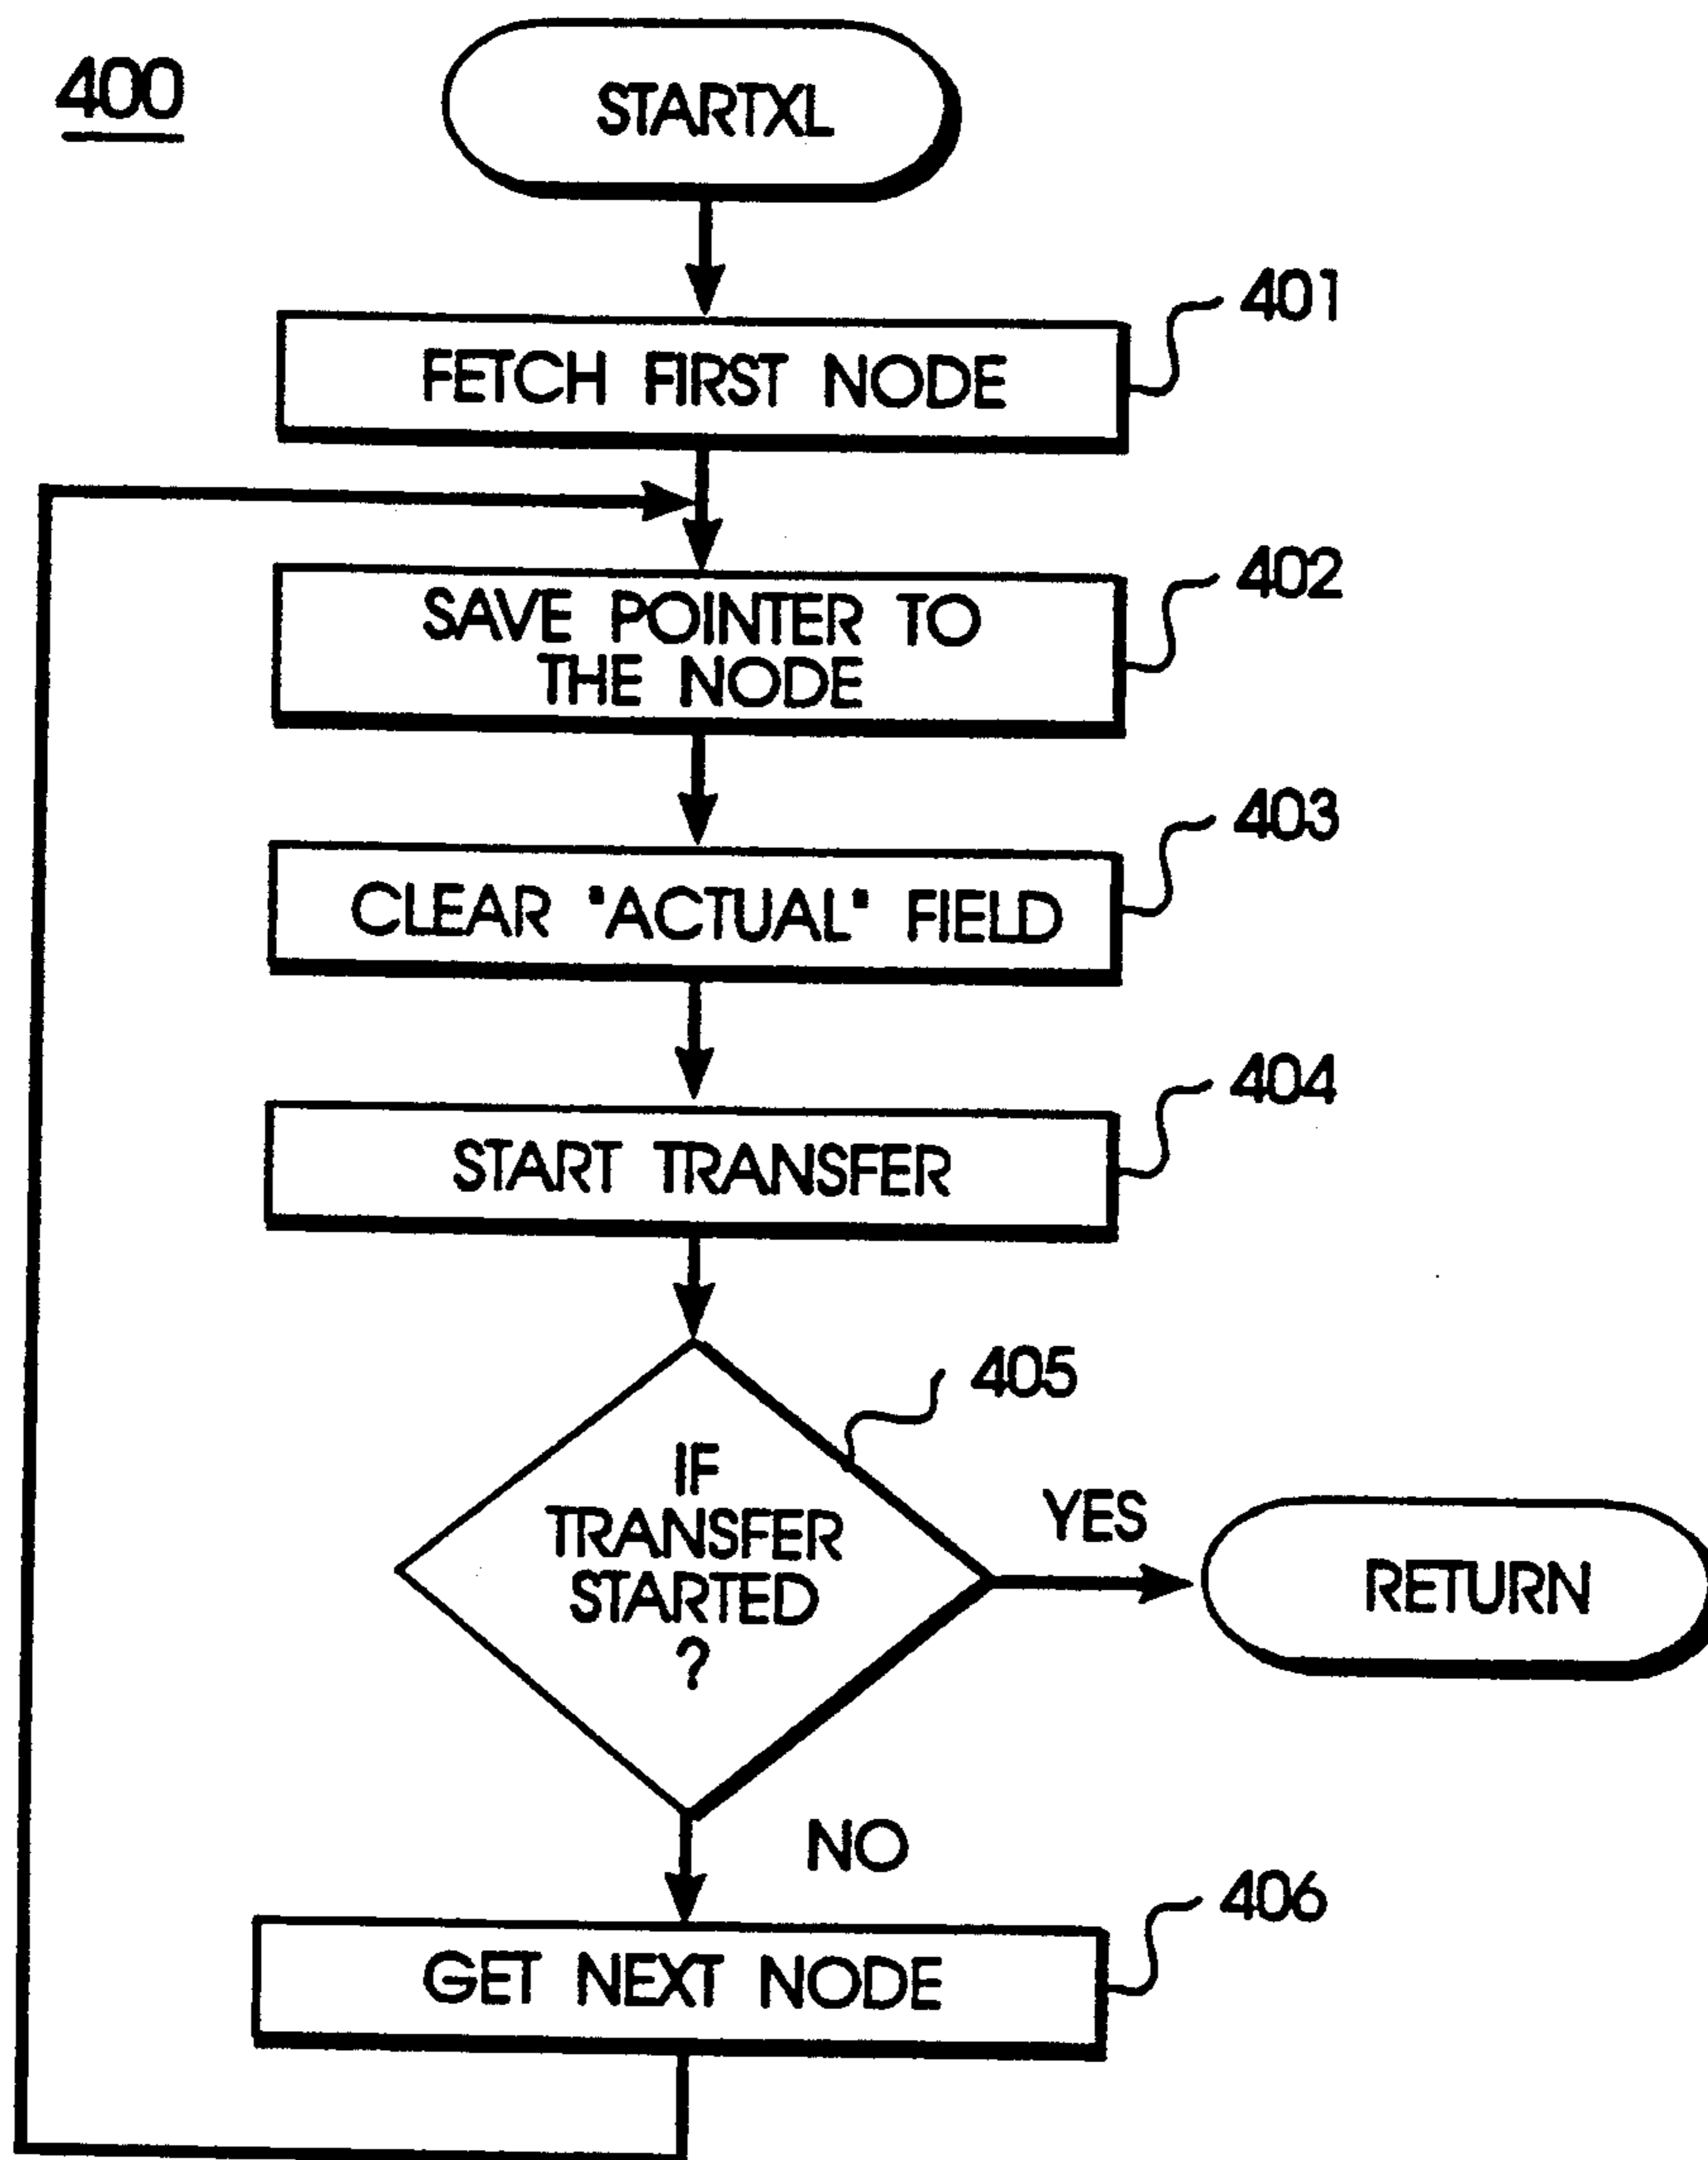 400
STARTXL
401
FETCH FIRST NODE
402
SAVE POINTER TO
THE NODE
403
CLEAR "ACTUAL" FIELD
404
START TRANSFER
405
IF
TRANSFER
STARTED
?
YES
RETURN
NO
406
GET NEXT NODE